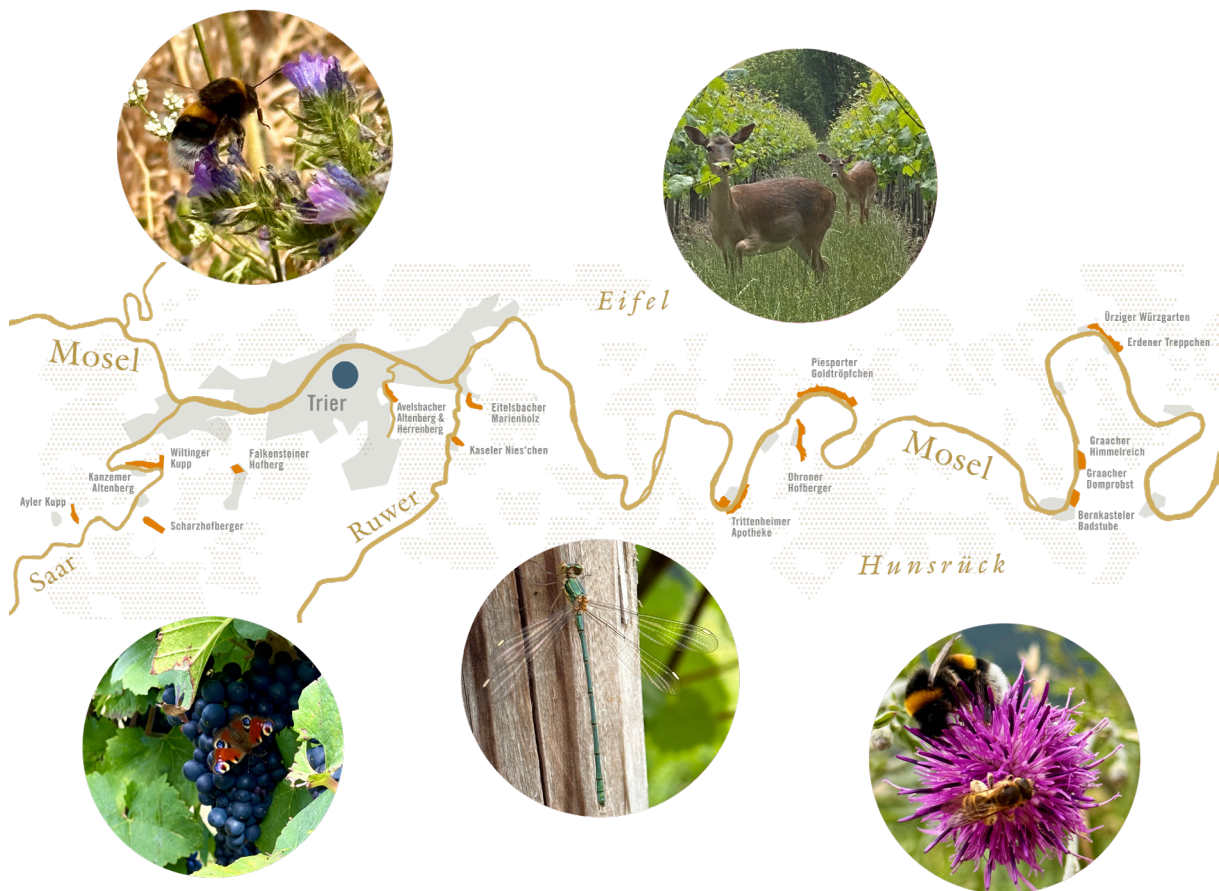 Eifel
Mosel
Trier
Ürziger Würzgarten
Erdener Treppchen
Piesporter
Goldtröpfchen
Avelsbacher
Altenberg &
Herrenberg
Eitelsbacher
Marienholz
Kaseler Nies'chen
Wiltinger
Kupp
Kanzemer
Altenberg
Falkensteiner
Hofberg
Ayler Kupp
Scharzhofberger
Mosel
Graacher
Himmelreich
Graacher
Domprobst
Bernkasteler
Badstube
Dhroner
Hofberger
Trittenheimer
Apotheke
Ruwer
Saar
Hunsrück